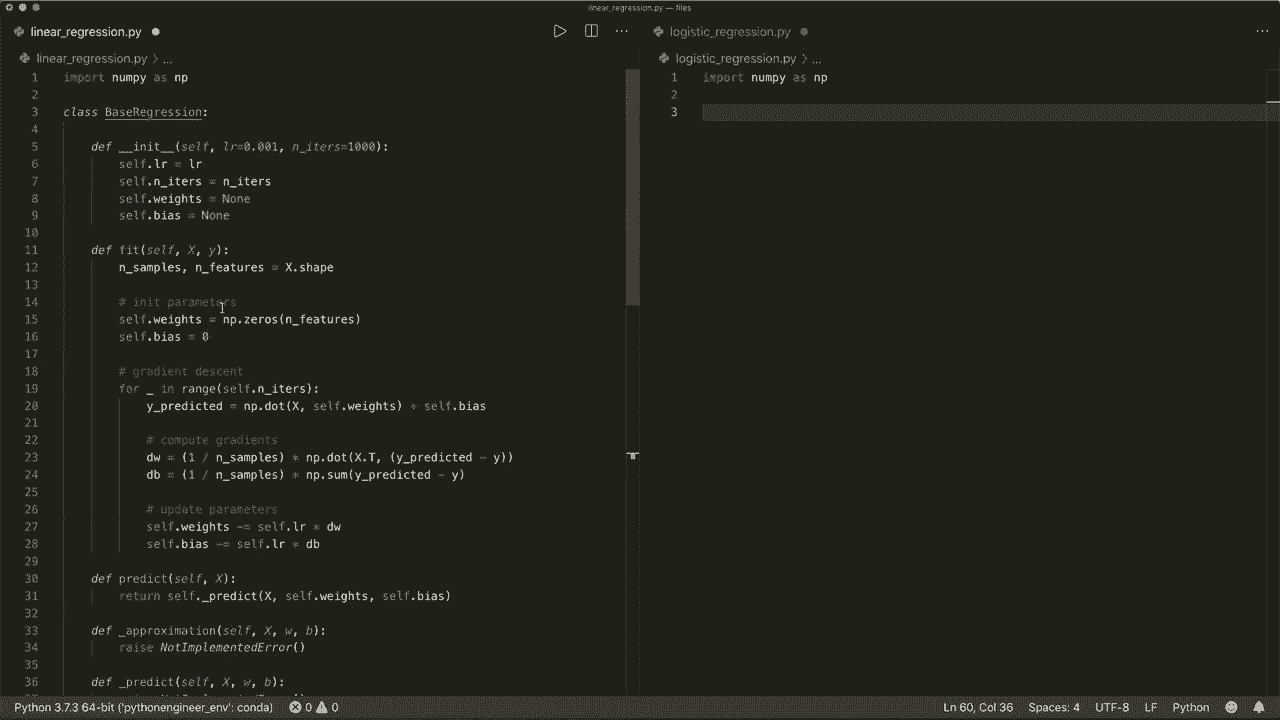 linear_regression.py — files
linear_regression.py
logistic_regression.py
linear_regression.py > ...
logistic_regression.py > ...
1 import numpy as np
2
3 class BaseRegression:
4
5 def __init__(self, lr=0.001, n_iters=1000):
6 self.lr = lr
7 self.n_iters = n_iters
8 self.weights = None
9 self.bias = None
10
11 def fit(self, X, y):
12 n_samples, n_features = X.shape
13
14 # init parameters
15 self.weights = np.zeros(n_features)
16 self.bias = 0
17
18 # gradient descent
19 for _ in range(self.n_iters):
20 y_predicted = np.dot(X, self.weights) + self.bias
21
22 # compute gradients
23 dw = (1 / n_samples) * np.dot(X.T, (y_predicted - y))
24 db = (1 / n_samples) * np.sum(y_predicted - y)
25
26 # update parameters
27 self.weights -= self.lr * dw
28 self.bias -= self.lr * db
29
30 def predict(self, X):
31 return self._predict(X, self.weights, self.bias)
32
33 def _approximation(self, X, w, b):
34 raise NotImplementedError()
35
36 def _predict(self, X, w, b):
1 import numpy as np
2
3
Python 3.7.3 64-bit ('pythonengineer_env': conda) 0 0 Ln 60, Col 36 Spaces: 4 UTF-8 LF Python